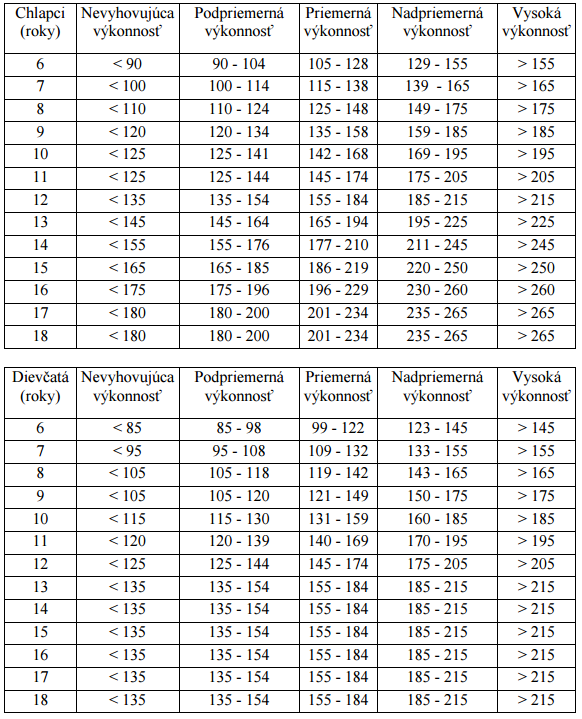 Chlapci Nevyhovujúca Podpriemerná Priemerná Nadpriemerná Vysoká
(roky) výkonnosť výkonnosť výkonnosť výkonnosť výkonnosť
6 < 90 90 - 104 105 - 128 129 - 155 > 155
7 < 100 100 - 114 115 - 138 139 - 165 > 165
8 < 110 110 - 124 125 - 148 149 - 175 > 175
9 < 120 120 - 134 135 - 158 159 - 185 > 185
10 < 125 125 - 141 142 - 168 169 - 195 > 195
11 < 125 125 - 144 145 - 174 175 - 205 > 205
12 < 135 135 - 154 155 - 184 185 - 215 > 215
13 < 145 145 - 164 165 - 194 195 - 225 > 225
14 < 155 155 - 176 177 - 210 211 - 245 > 245
15 < 165 165 - 185 186 - 219 220 - 250 > 250
16 < 175 175 - 196 196 - 229 230 - 260 > 260
17 < 180 180 - 200 201 - 234 235 - 265 > 265
18 < 180 180 - 200 201 - 234 235 - 265 > 265
Dievčatá Nevyhovujúca Podpriemerná Priemerná Nadpriemerná Vysoká
(roky) výkonnosť výkonnosť výkonnosť výkonnosť výkonnosť
6 < 85 85 - 98 99 - 122 123 - 145 > 145
7 < 95 95 - 108 109 - 132 133 - 155 > 155
8 < 105 105 - 118 119 - 142 143 - 165 > 165
9 < 105 105 - 120 121 - 149 150 - 175 > 175
10 < 115 115 - 130 131 - 159 160 - 185 > 185
11 < 120 120 - 139 140 - 169 170 - 195 > 195
12 < 125 125 - 144 145 - 174 175 - 205 > 205
13 < 135 135 - 154 155 - 184 185 - 215 > 215
14 < 135 135 - 154 155 - 184 185 - 215 > 215
15 < 135 135 - 154 155 - 184 185 - 215 > 215
16 < 135 135 - 154 155 - 184 185 - 215 > 215
17 < 135 135 - 154 155 - 184 185 - 215 > 215
18 < 135 135 - 154 155 - 184 185 - 215 > 215